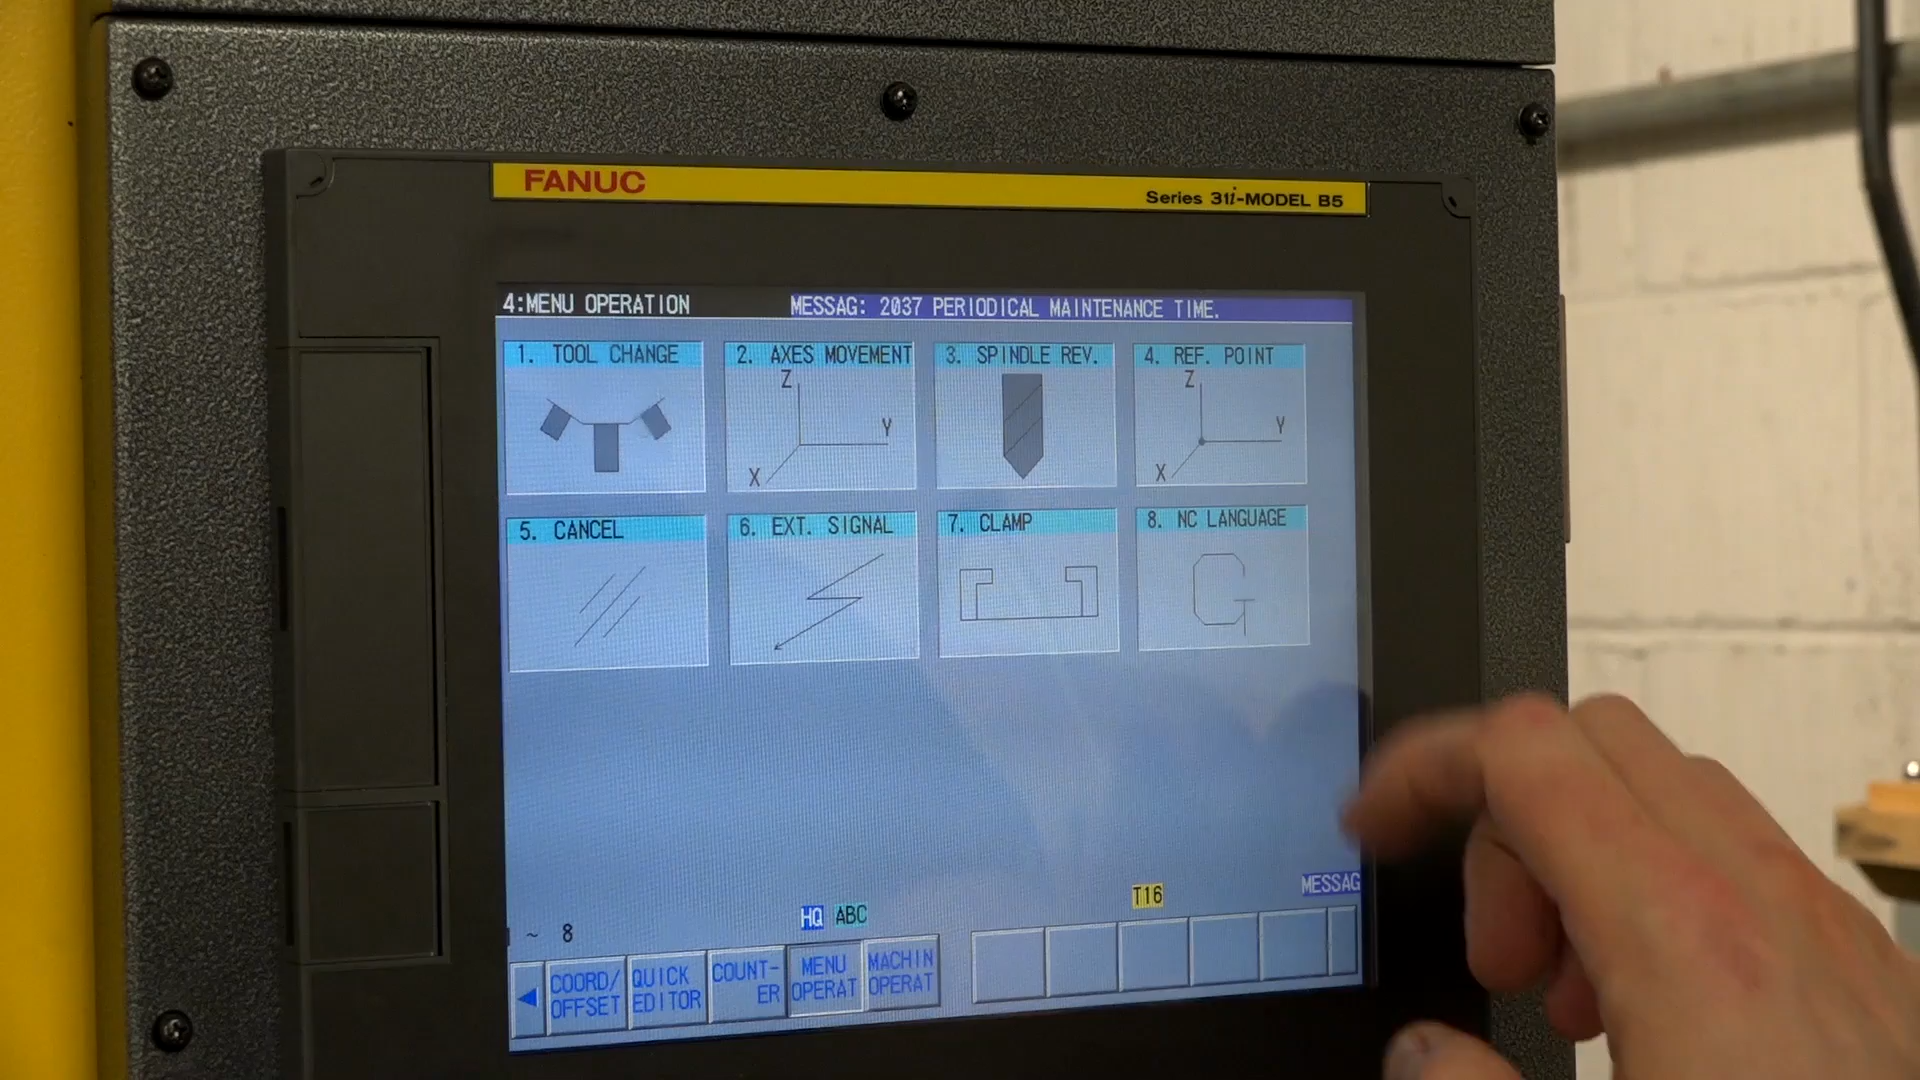 FANUC
Series 31i-MODEL B5
4:MENU OPERATION MESSAG: 2037 PERIODICAL MAINTENANCE TIME.
1. TOOL CHANGE 2. AXES MOVEMENT 3. SPINDLE REV. 4. REF. POINT
Z Z
Y Y
X X
5. CANCEL 6. EXT. SIGNAL 7. CLAMP 8. NC LANGUAGE
G
MESSAG
T16
HQ ABC
~ 8
COORD/ QUICK COUNT- MENU MACHIN
OFFSET EDITOR ER OPERAT OPERAT